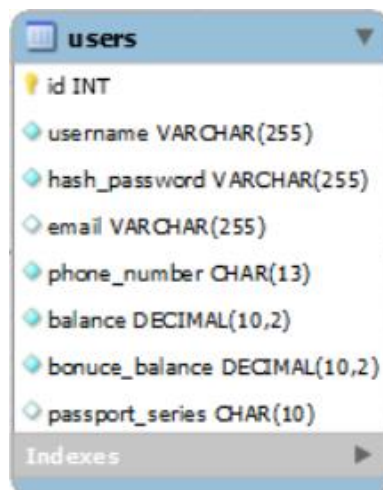 users
id INT
username VARCHAR(255)
hash_password VARCHAR(255)
email VARCHAR(255)
phone_number CHAR(13)
balance DECIMAL(10,2)
bonuce_balance DECIMAL(10,2)
passport_series CHAR(10)
Indexes